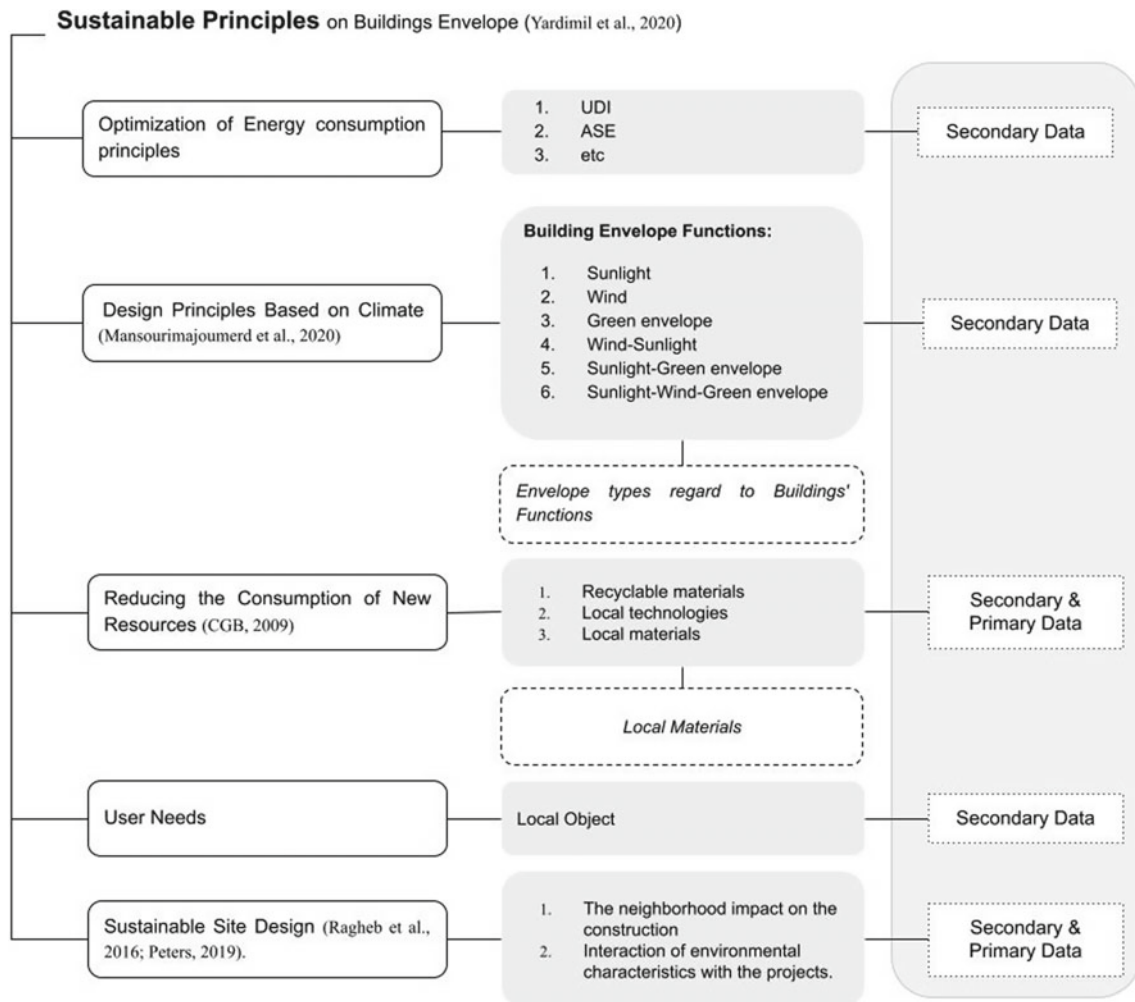 Sustainable Principles on Buildings Envelope (Yardimil et al., 2020)
Optimization of Energy consumption
principles
1. UDI
2. ASE
3. etc
Secondary Data
Design Principles Based on Climate
(Mansourimajoumerd et al., 2020)
Building Envelope Functions:
1. Sunlight
2. Wind
3. Green envelope
4. Wind-Sunlight
5. Sunlight-Green envelope
6. Sunlight-Wind-Green envelope
Secondary Data
Envelope types regard to Buildings'
Functions
Reducing the Consumption of New
Resources (CGB, 2009)
1. Recyclable materials
2. Local technologies
3. Local materials
Secondary &
Primary Data
Local Materials
User Needs
Local Object
Secondary Data
Sustainable Site Design (Ragheb et al.,
2016; Peters, 2019).
1. The neighborhood impact on the
construction
2. Interaction of environmental
characteristics with the projects.
Secondary &
Primary Data